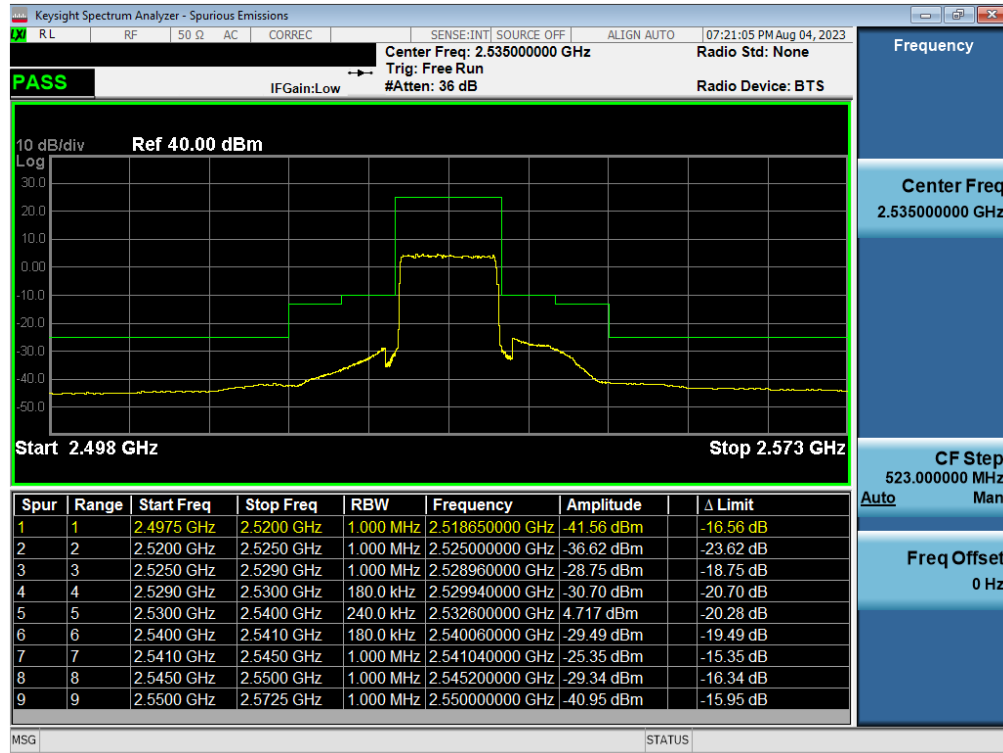 Keysight Spectrum Analyzer - Spurious Emissions
LXI RL RF 50 Ω AC CORREC SENSE:INT SOURCE OFF ALIGN AUTO 07:21:05 PM Aug 04, 2023
Center Freq: 2.535000000 GHz Radio Std: None
Trig: Free Run
PASS IFGain:Low #Atten: 36 dB Radio Device: BTS
10 dB/div Ref 40.00 dBm
Log
30.0
20.0
10.0
0.00
-10.0
-20.0
-30.0
-40.0
-50.0
Start 2.498 GHz Stop 2.573 GHz
Spur Range Start Freq Stop Freq RBW Frequency Amplitude Δ Limit
1 1 2.4975 GHz 2.5200 GHz 1.000 MHz 2.518650000 GHz -41.56 dBm -16.56 dB
2 2 2.5200 GHz 2.5250 GHz 1.000 MHz 2.525000000 GHz -36.62 dBm -23.62 dB
3 3 2.5250 GHz 2.5290 GHz 1.000 MHz 2.528960000 GHz -28.75 dBm -18.75 dB
4 4 2.5290 GHz 2.5300 GHz 180.0 kHz 2.529940000 GHz -30.70 dBm -20.70 dB
5 5 2.5300 GHz 2.5400 GHz 240.0 kHz 2.532600000 GHz 4.717 dBm -20.28 dB
6 6 2.5400 GHz 2.5410 GHz 180.0 kHz 2.540060000 GHz -29.49 dBm -19.49 dB
7 7 2.5410 GHz 2.5450 GHz 1.000 MHz 2.541040000 GHz -25.35 dBm -15.35 dB
8 8 2.5450 GHz 2.5500 GHz 1.000 MHz 2.545200000 GHz -29.34 dBm -16.34 dB
9 9 2.5500 GHz 2.5725 GHz 1.000 MHz 2.550000000 GHz -40.95 dBm -15.95 dB
MSG STATUS
Frequency
Center Freq
2.535000000 GHz
CF Step
523.000000 MHz
Auto Man
Freq Offset
0 Hz